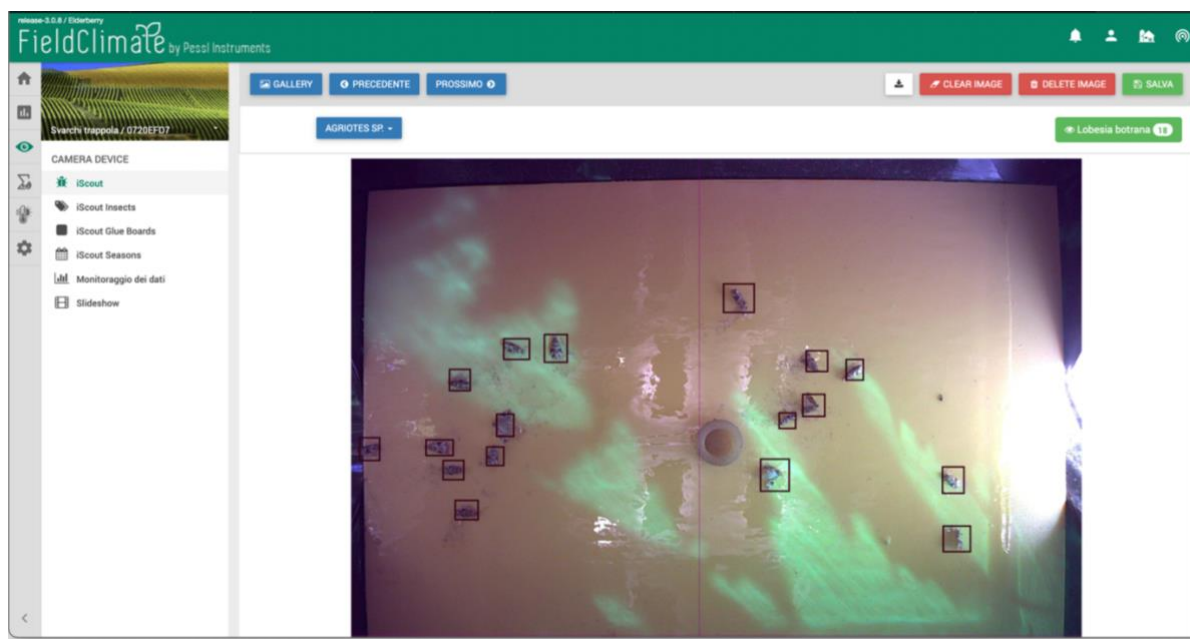 release-3.0.8 / Elderberry
FieldClimate by Pessl Instruments
GALLERY
PRECEDENTE
PROSSIMO
CLEAR IMAGE
DELETE IMAGE
SALVA
Svarchi trappola / 0720EFD7
AGRIOTES SP.
Lobesia botrana
CAMERA DEVICE
iScout
iScout Insects
iScout Glue Boards
iScout Seasons
Monitoraggio dei dati
Slideshow